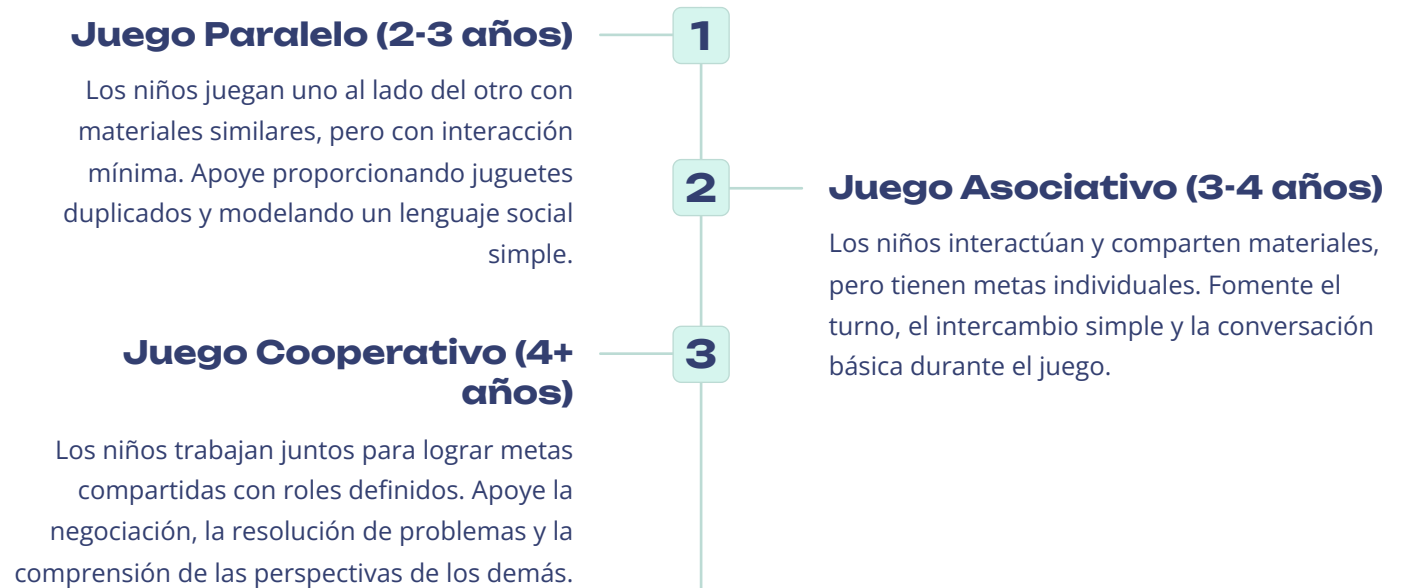 Juego Paralelo (2-3 años)
1
Los niños juegan uno al lado del otro con
materiales similares, pero con interacción
mínima. Apoye proporcionando juguetes
duplicados y modelando un lenguaje social
simple.
2
Juego Asociativo (3-4 años)
Los niños interactúan y comparten materiales,
pero tienen metas individuales. Fomente el
turno, el intercambio simple y la conversación
básica durante el juego.
Juego Cooperativo (4+
años)
3
Los niños trabajan juntos para lograr metas
compartidas con roles definidos. Apoye la
negociación, la resolución de problemas y la
comprensión de las perspectivas de los demás.